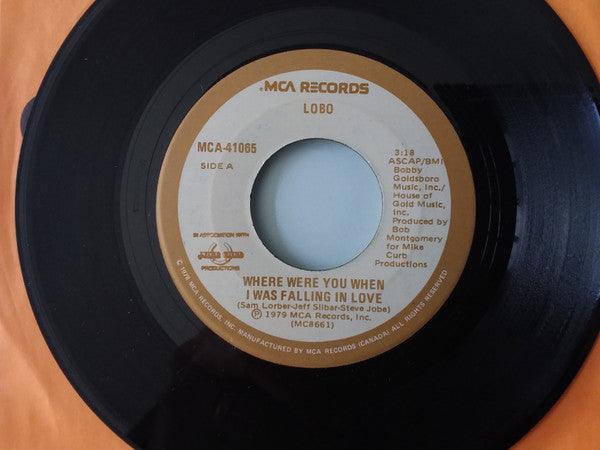 MCA RECORDS
LOBO
MCA-41065
SIDE A
3:18
ASCAP/BMI
Bobby
Goldsboro
Music, Inc./
House of
Gold Music,
Inc.
Produced by
Bob
Montgomery
for Mike
Curb
Productions
IN ASSOCIATION WITH
PRODUCTIONS
WHERE WERE YOU WHEN
I WAS FALLING IN LOVE
(Sam Lorber-Jeff Silbar-Steve Jobe)
Ⓟ 1979 MCA Records, Inc.
(MC8661)
© 1978 MCA RECORDS, INC. MANUFACTURED BY MCA RECORDS (CANADA) ALL RIGHTS RESERVED